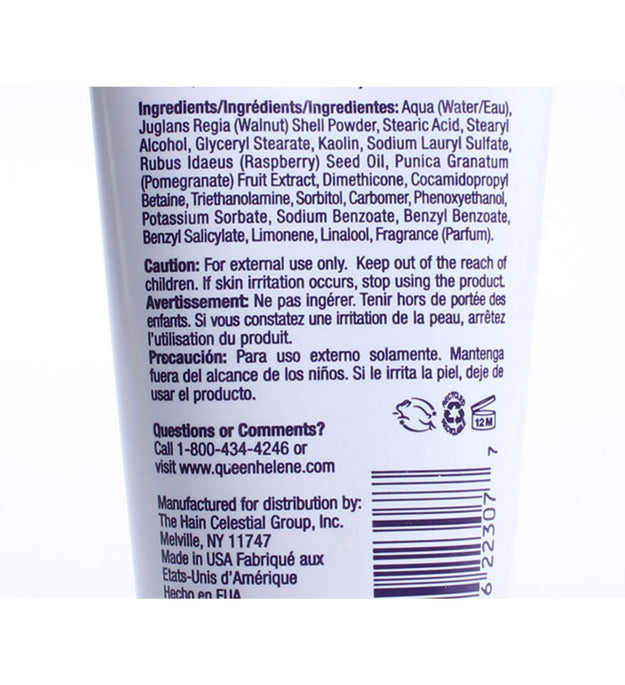 Ingredients/Ingrédients/Ingredientes: Aqua (Water/Eau),
Juglans Regia (Walnut) Shell Powder, Stearic Acid, Stearyl
Alcohol, Glyceryl Stearate, Kaolin, Sodium Lauryl Sulfate,
Rubus Idaeus (Raspberry) Seed Oil, Punica Granatum
(Pomegranate) Fruit Extract, Dimethicone, Cocamidopropyl
Betaine, Triethanolamine, Sorbitol, Carbomer, Phenoxyethanol,
Potassium Sorbate, Sodium Benzoate, Benzyl Benzoate,
Benzyl Salicylate, Limonene, Linalool, Fragrance (Parfum).
Caution: For external use only. Keep out of the reach of
children. If skin irritation occurs, stop using the product.
Avertissement: Ne pas ingérer. Tenir hors de portée des
enfants. Si vous constatez une irritation de la peau, arrêtez
l'utilisation du produit.
Precaución: Para uso externo solamente. Mantenga
fuera del alcance de los niños. Si le irrita la piel, deje de
usar el producto.
RECYCLED
RECYCLABLE
12 M
Questions or Comments?
Call 1-800-434-4246 or
visit www.queenhelene.com
Manufactured for distribution by:
The Hain Celestial Group, Inc.
Melville, NY 11747
Made in USA Fabriqué aux
Etats-Unis d'Amérique
Hecho en EUA
6 22307 7